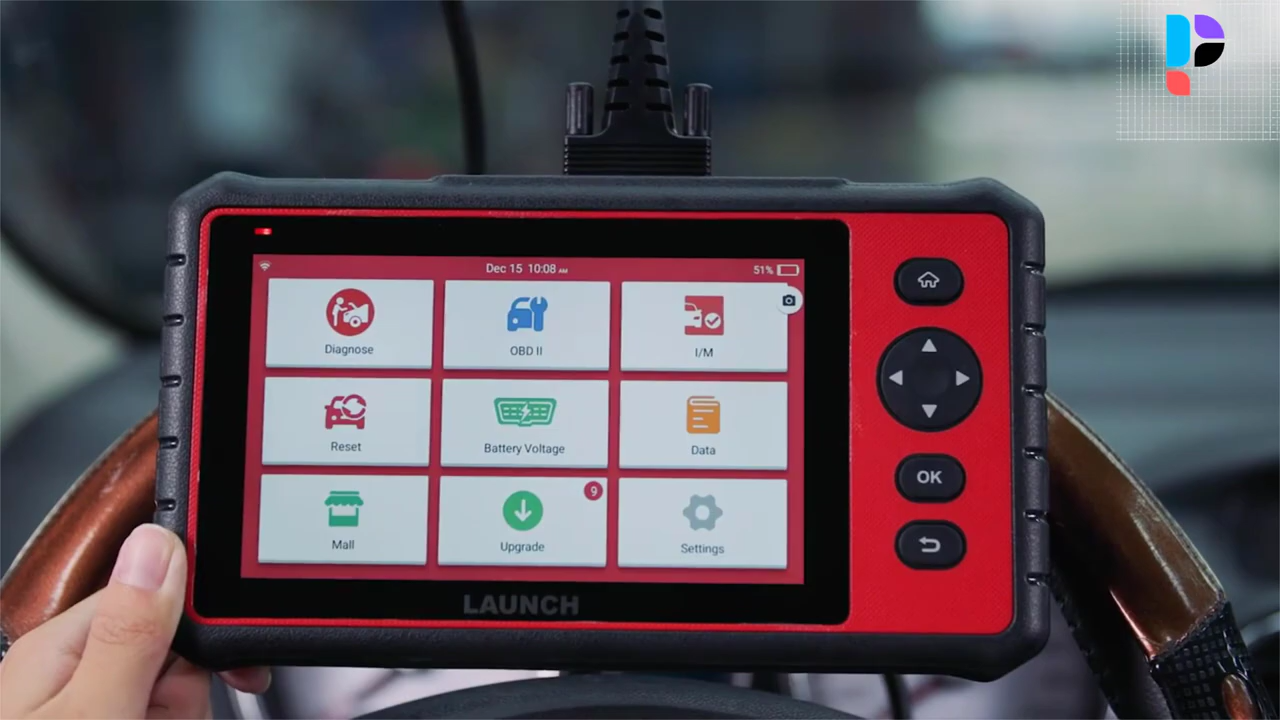 Dec 15 10:08 AM
51%
Diagnose
OBD II
I/M
Reset
Battery Voltage
Data
Mall
9
Upgrade
Settings
OK
LAUNCH